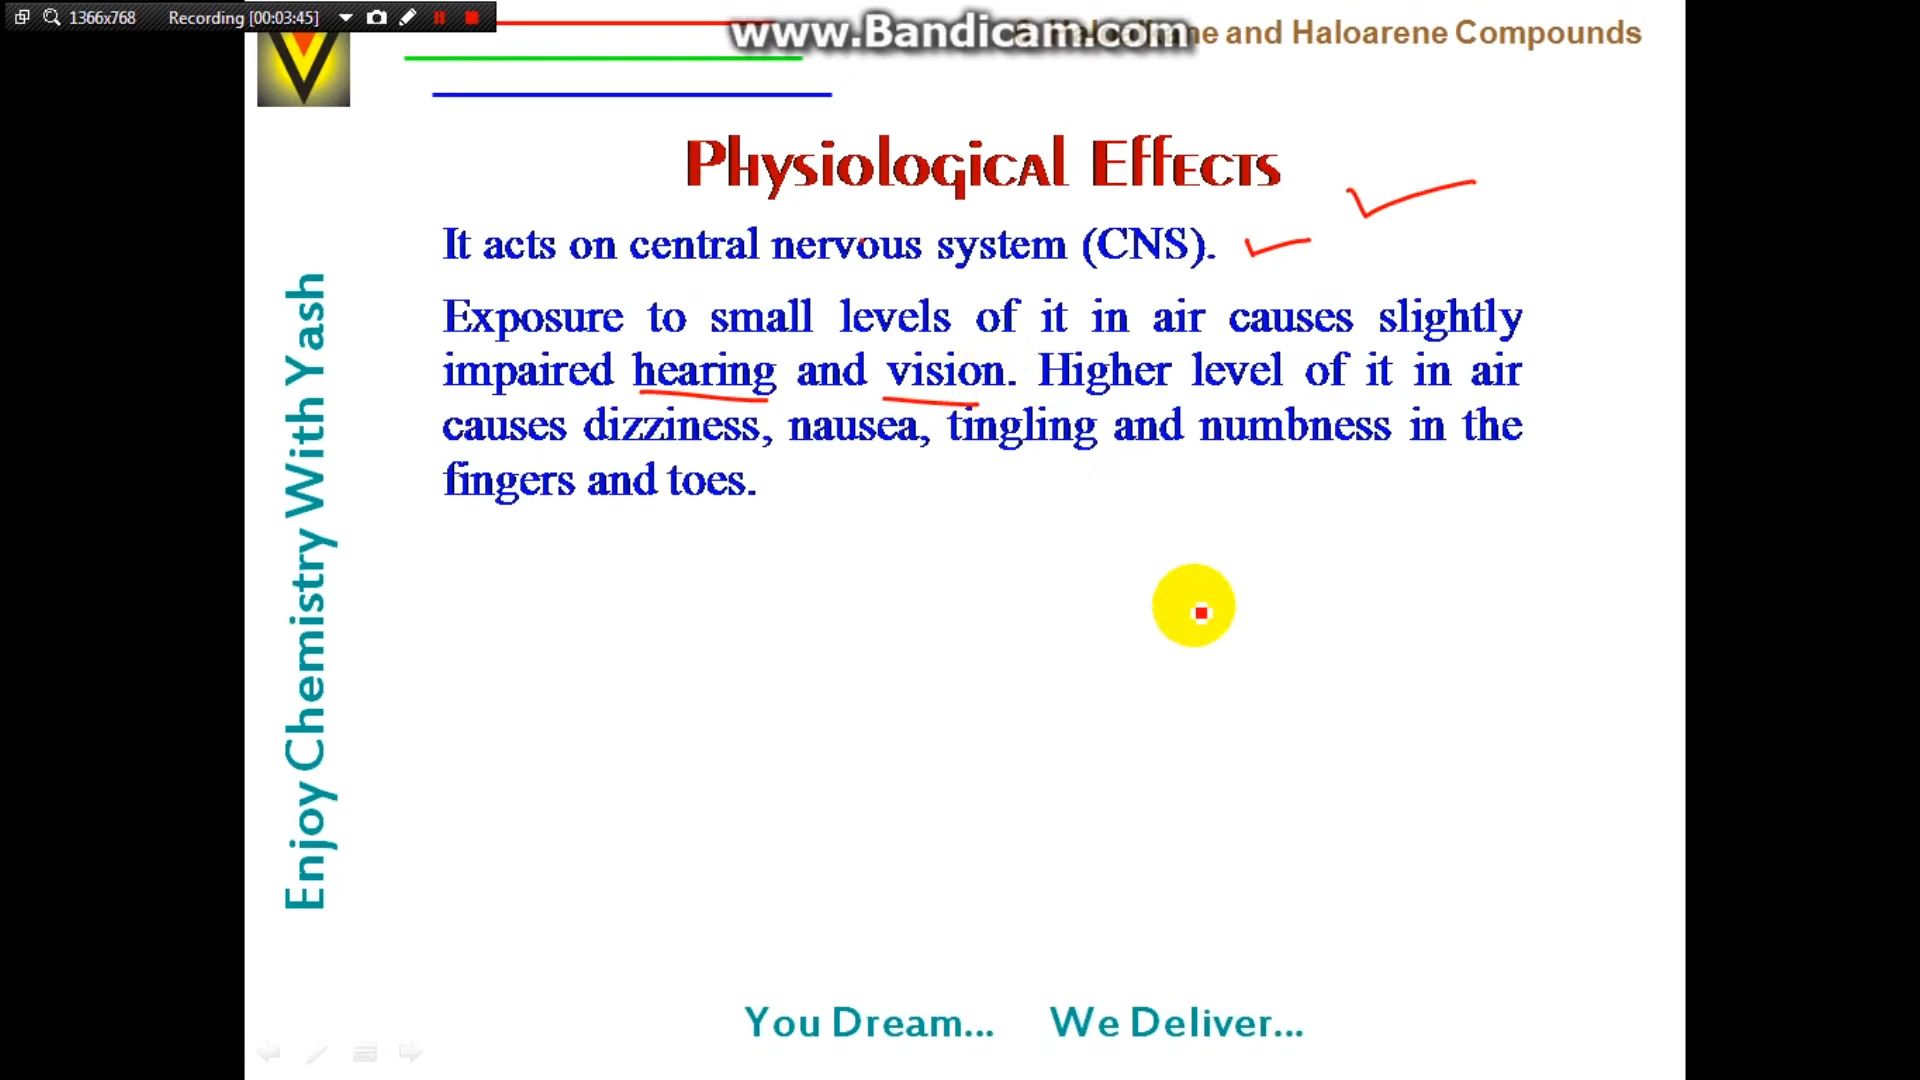 1366x768 Recording [00:03:45]
www.Bandicam.com
and Haloarene Compounds
Physiological Effects
It acts on central nervous system (CNS).
Exposure to small levels of it in air causes slightly
impaired hearing and vision. Higher level of it in air
causes dizziness, nausea, tingling and numbness in the
fingers and toes.
Enjoy Chemistry With Yash
You Dream... We Deliver...